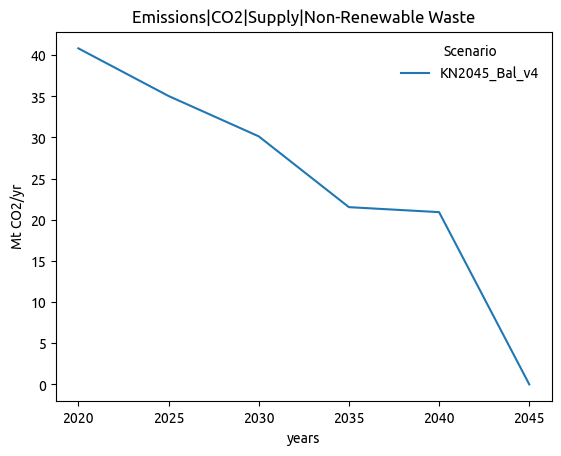 Emissions|CO2|Supply|Non-Renewable Waste
Scenario
KN2045_Bal_v4
Mt CO2/yr
40
35
30
25
20
15
10
5
0
2020 2025 2030 2035 2040 2045
years